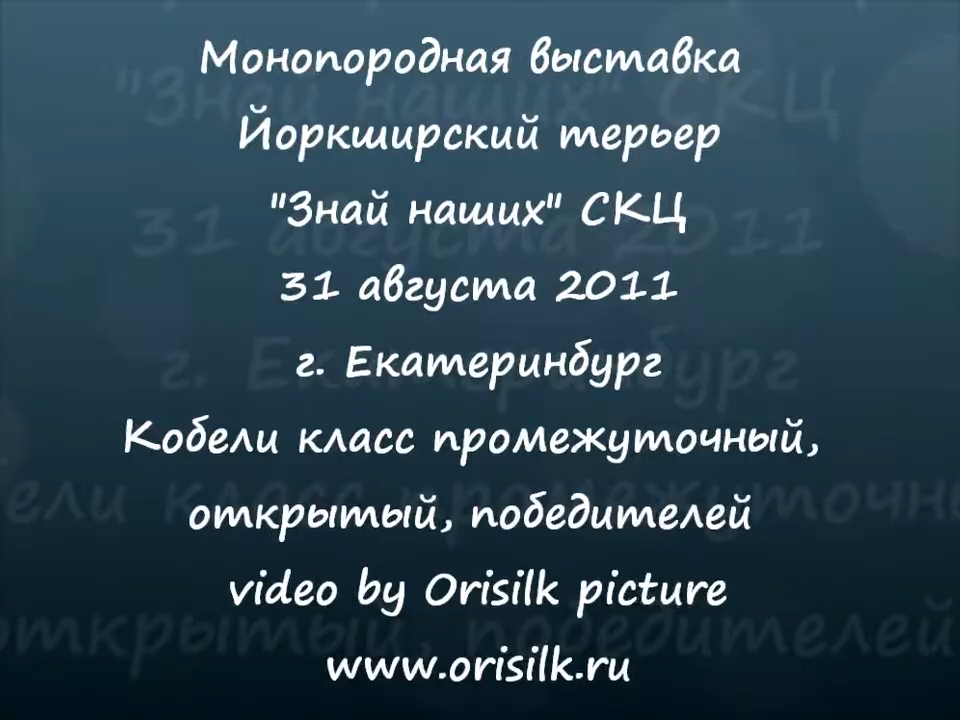 Монопородная выставка
Йоркширский терьер
"Знай наших" СКЦ
31 августа 2011
г. Екатеринбург
Кобели класс промежуточный,
открытый, победителей
video by Orisilk picture
www.orisilk.ru